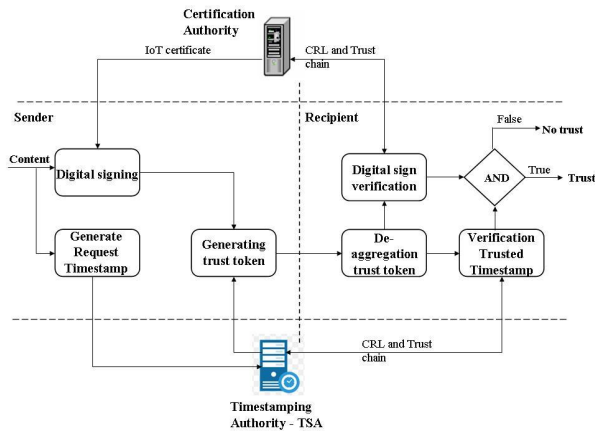 Certification
Authority
IoT certificate
CRL and Trust
chain
Sender
Recipient
Content
Digital signing
Digital sign
verification
AND
False
No trust
True
Trust
Generate
Request
Timestamp
Generating
trust token
De-
aggregation
trust token
Verification
Trusted
Timestamp
CRL and Trust
chain
Timestamping
Authority - TSA